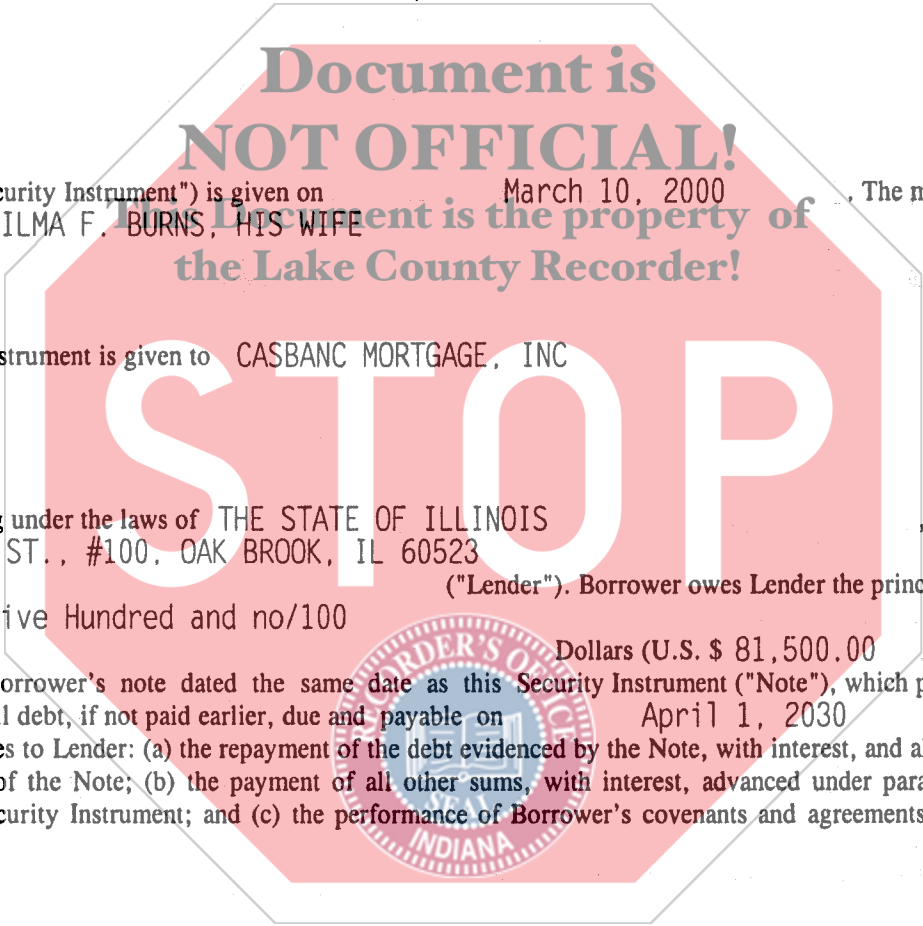 Document is
NOT OFFICIAL!
curity Instrument") is given on March 10, 2000 , The m
This Document is the property of
ILMA F. BURNS, HIS WIFE
the Lake County Recorder!
strument is given to CASBANC MORTGAGE, INC
STOP
g under the laws of THE STATE OF ILLINOIS ,
ST., #100, OAK BROOK, IL 60523
("Lender"). Borrower owes Lender the princ
ive Hundred and no/100
Dollars (U.S. $ 81,500.00
orrower's note dated the same date as this Security Instrument ("Note"), which p
l debt, if not paid earlier, due and payable on April 1, 2030
es to Lender: (a) the repayment of the debt evidenced by the Note, with interest, and al
of the Note; (b) the payment of all other sums, with interest, advanced under para
curity Instrument; and (c) the performance of Borrower's covenants and agreements
RECORDER'S OFFICE
SEAL
INDIANA